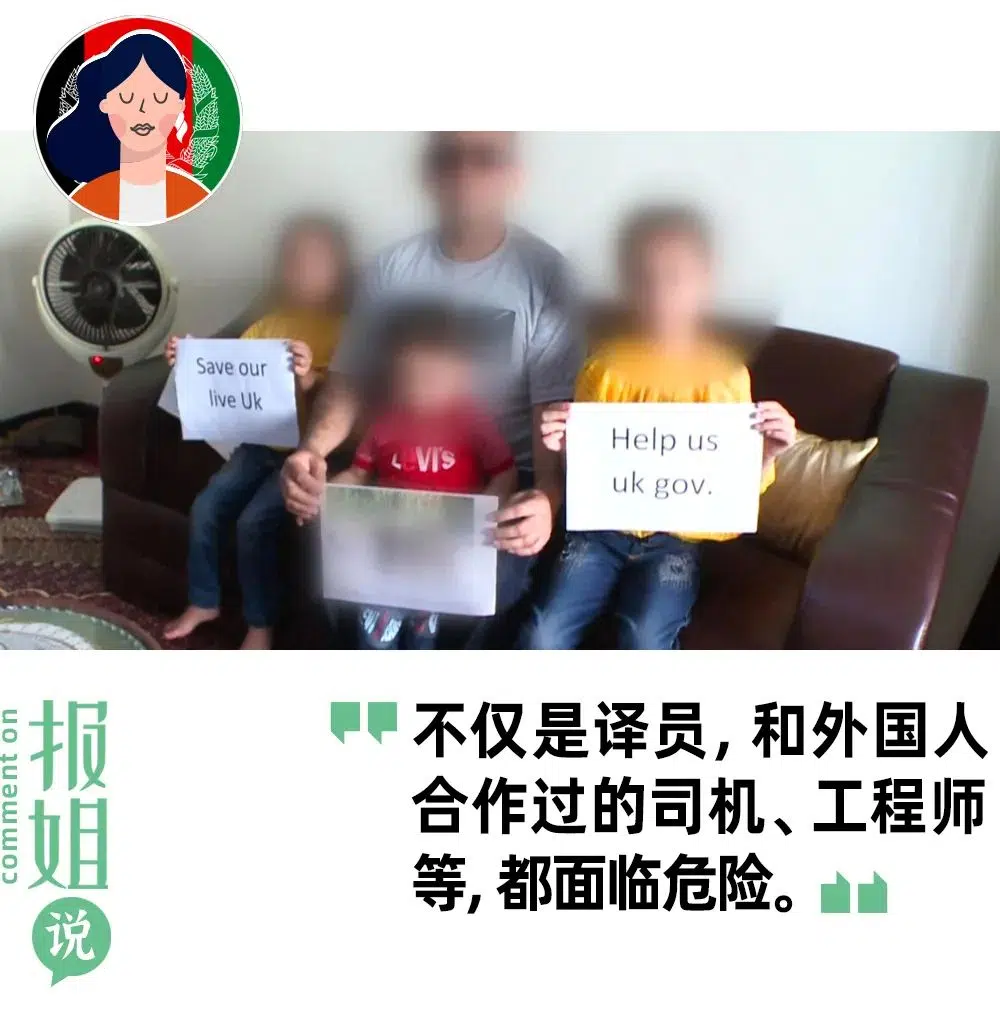 Save our
live Uk
LEVI'S
Help us
uk gov.
comment on
报姐
说
不仅是译员,和外国人
合作过的司机、工程师
等,都面临危险。